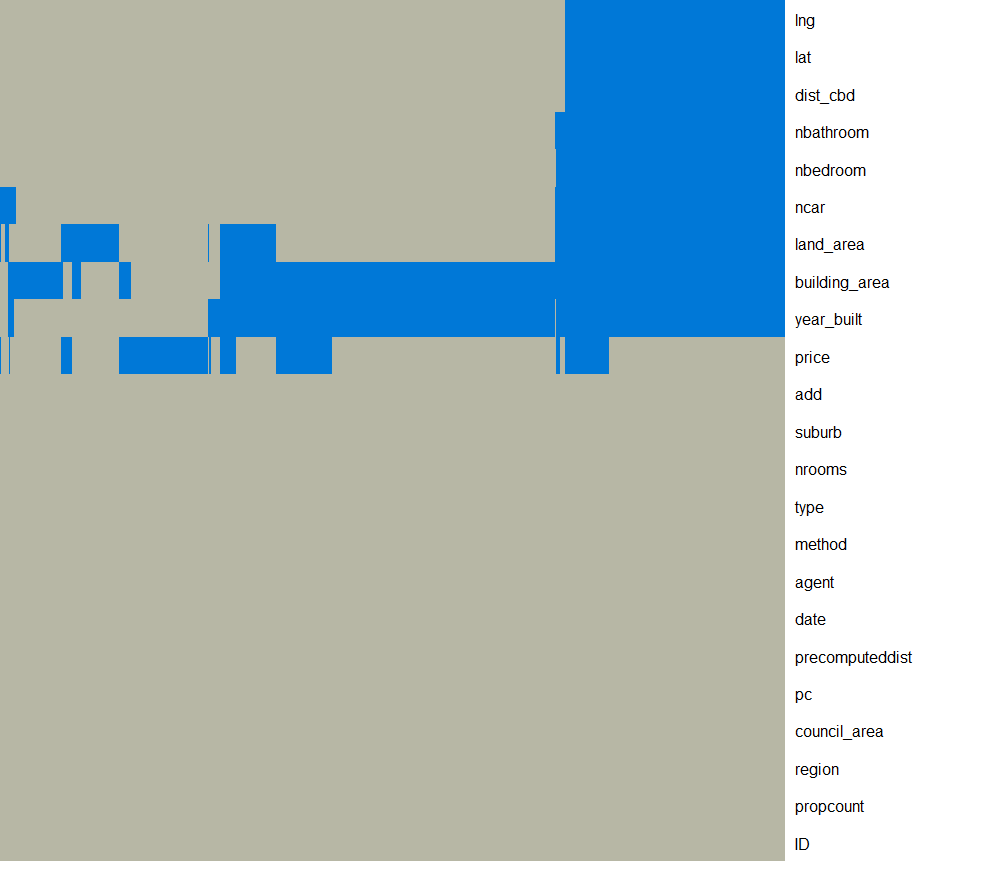 lng
lat
dist_cbd
nbathroom
nbedroom
ncar
land_area
building_area
year_built
price
add
suburb
nrooms
type
method
agent
date
precomputeddist
pc
council_area
region
propcount
ID